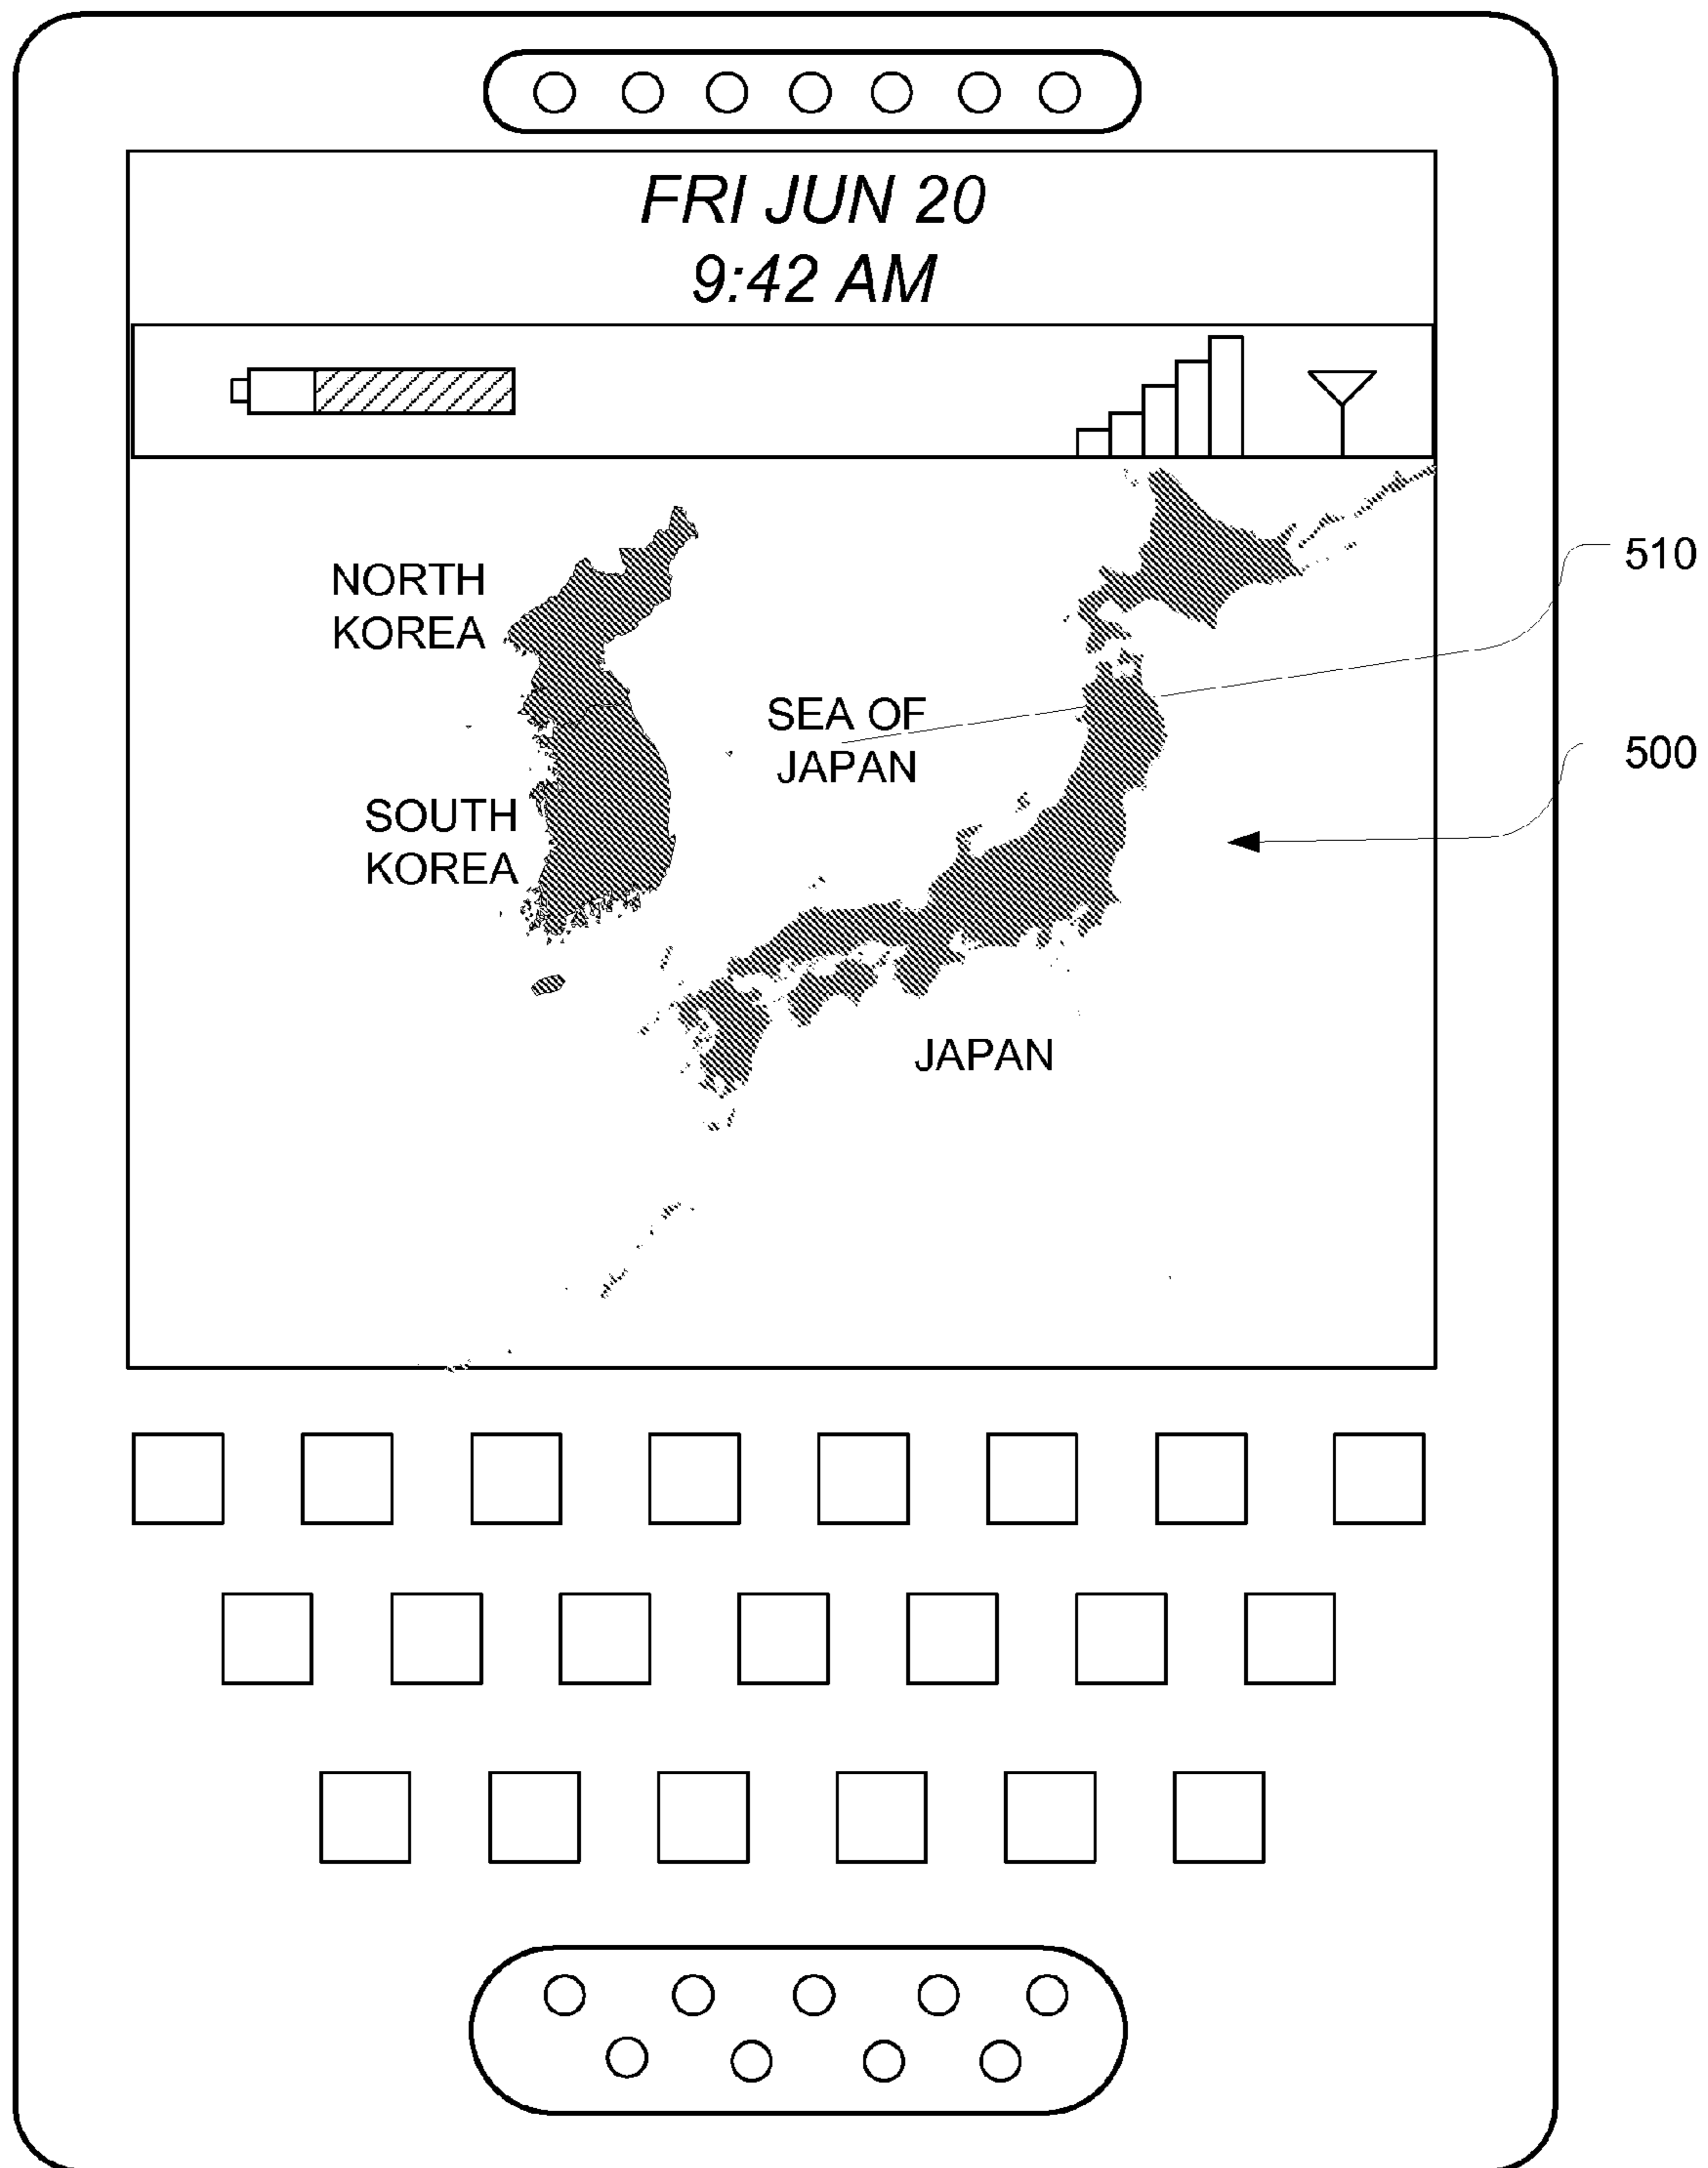 FRI JUN 20
9:42 AM
NORTH
KOREA
SEA OF
JAPAN
SOUTH
KOREA
JAPAN
510
500